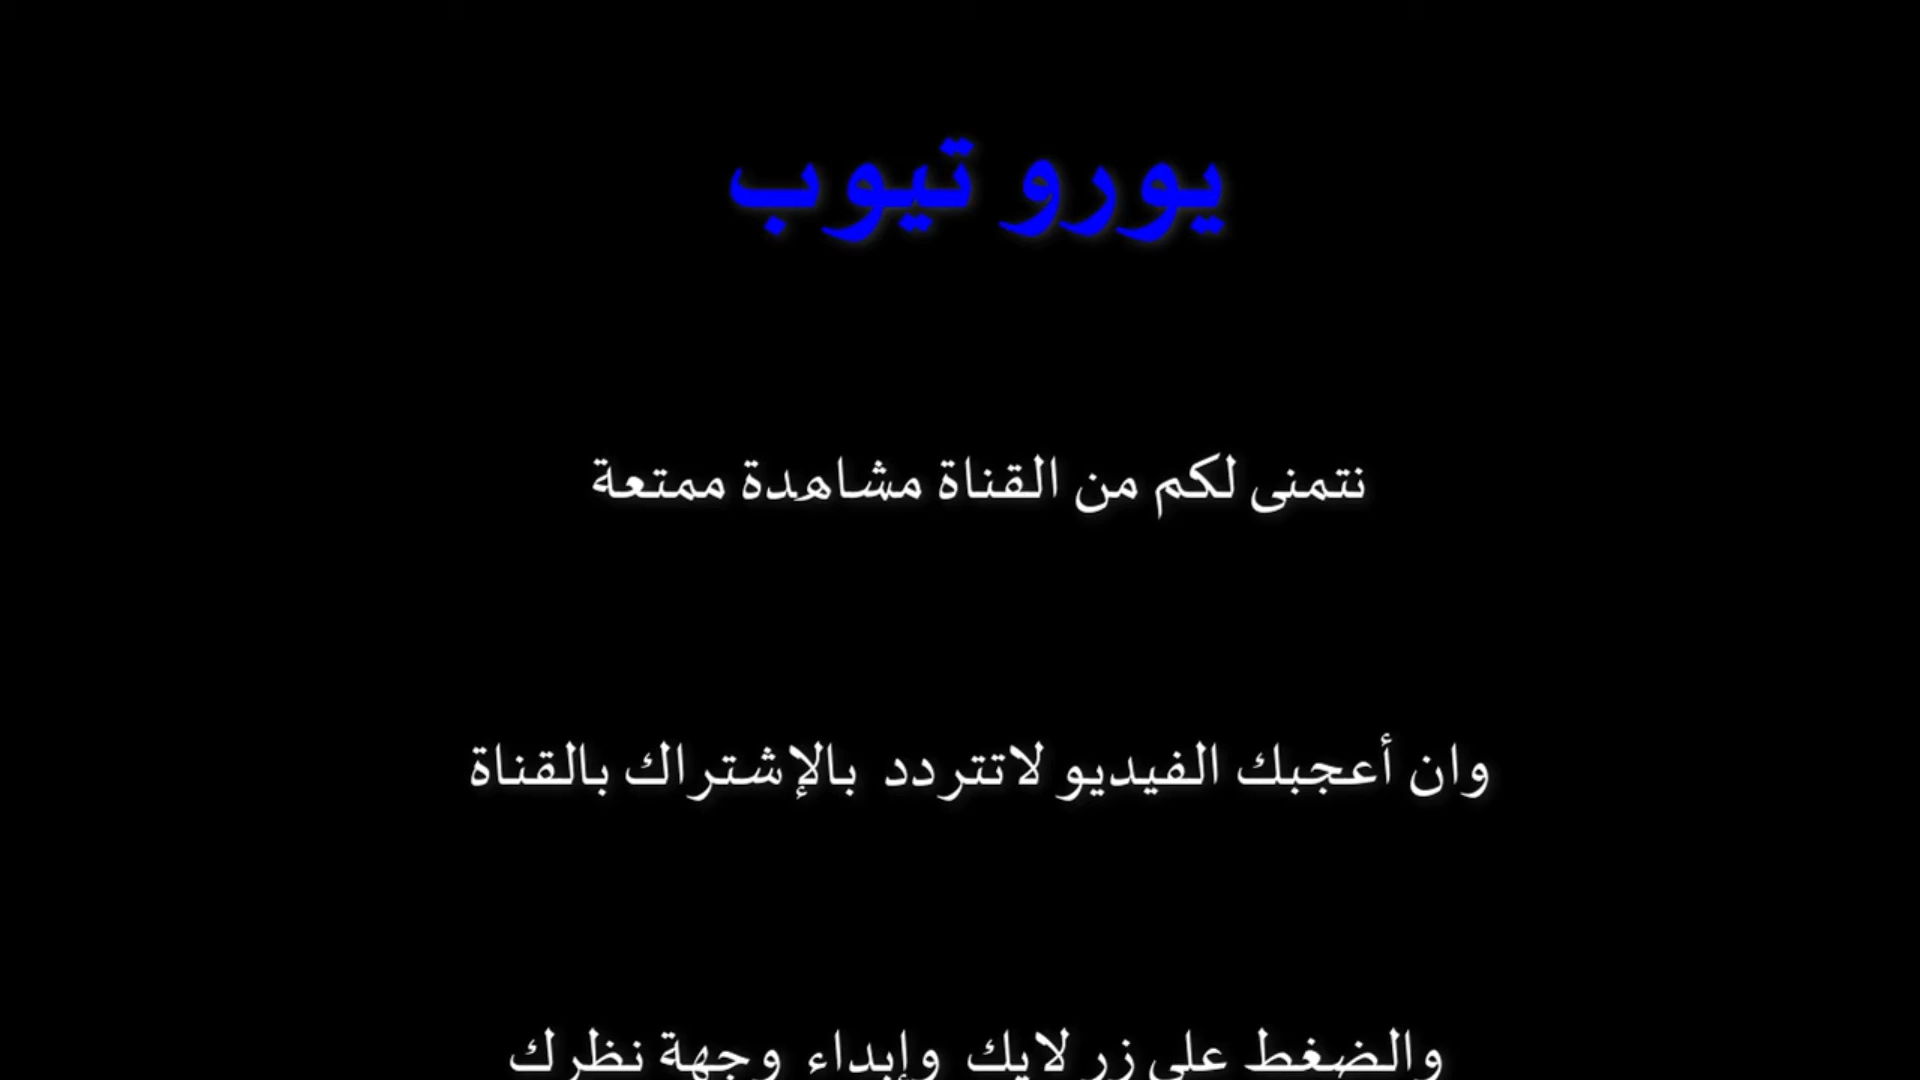 يورو تيوب
نتمنى لكم من القناة مشاهدة ممتعة
وان أعجبك الفيديو لاتتردد بالإشتراك بالقناة
والضغط على زر لايك وإبداء وجهة نظرك